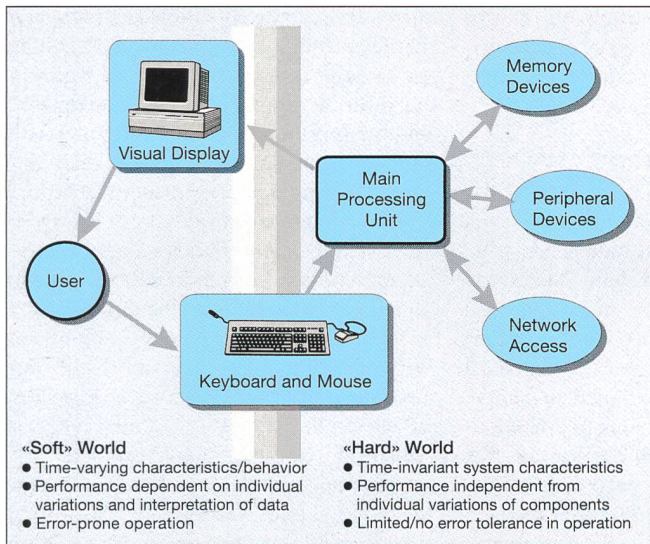 Visual Display
Memory
Devices
Main
Processing
Unit
Peripheral
Devices
User
Keyboard and Mouse
Network
Access
«Soft» World
● Time-varying characteristics/behavior
● Performance dependent on individual
variations and interpretation of data
● Error-prone operation
«Hard» World
● Time-invariant system characteristics
● Performance independent from
individual variations of components
● Limited/no error tolerance in operation